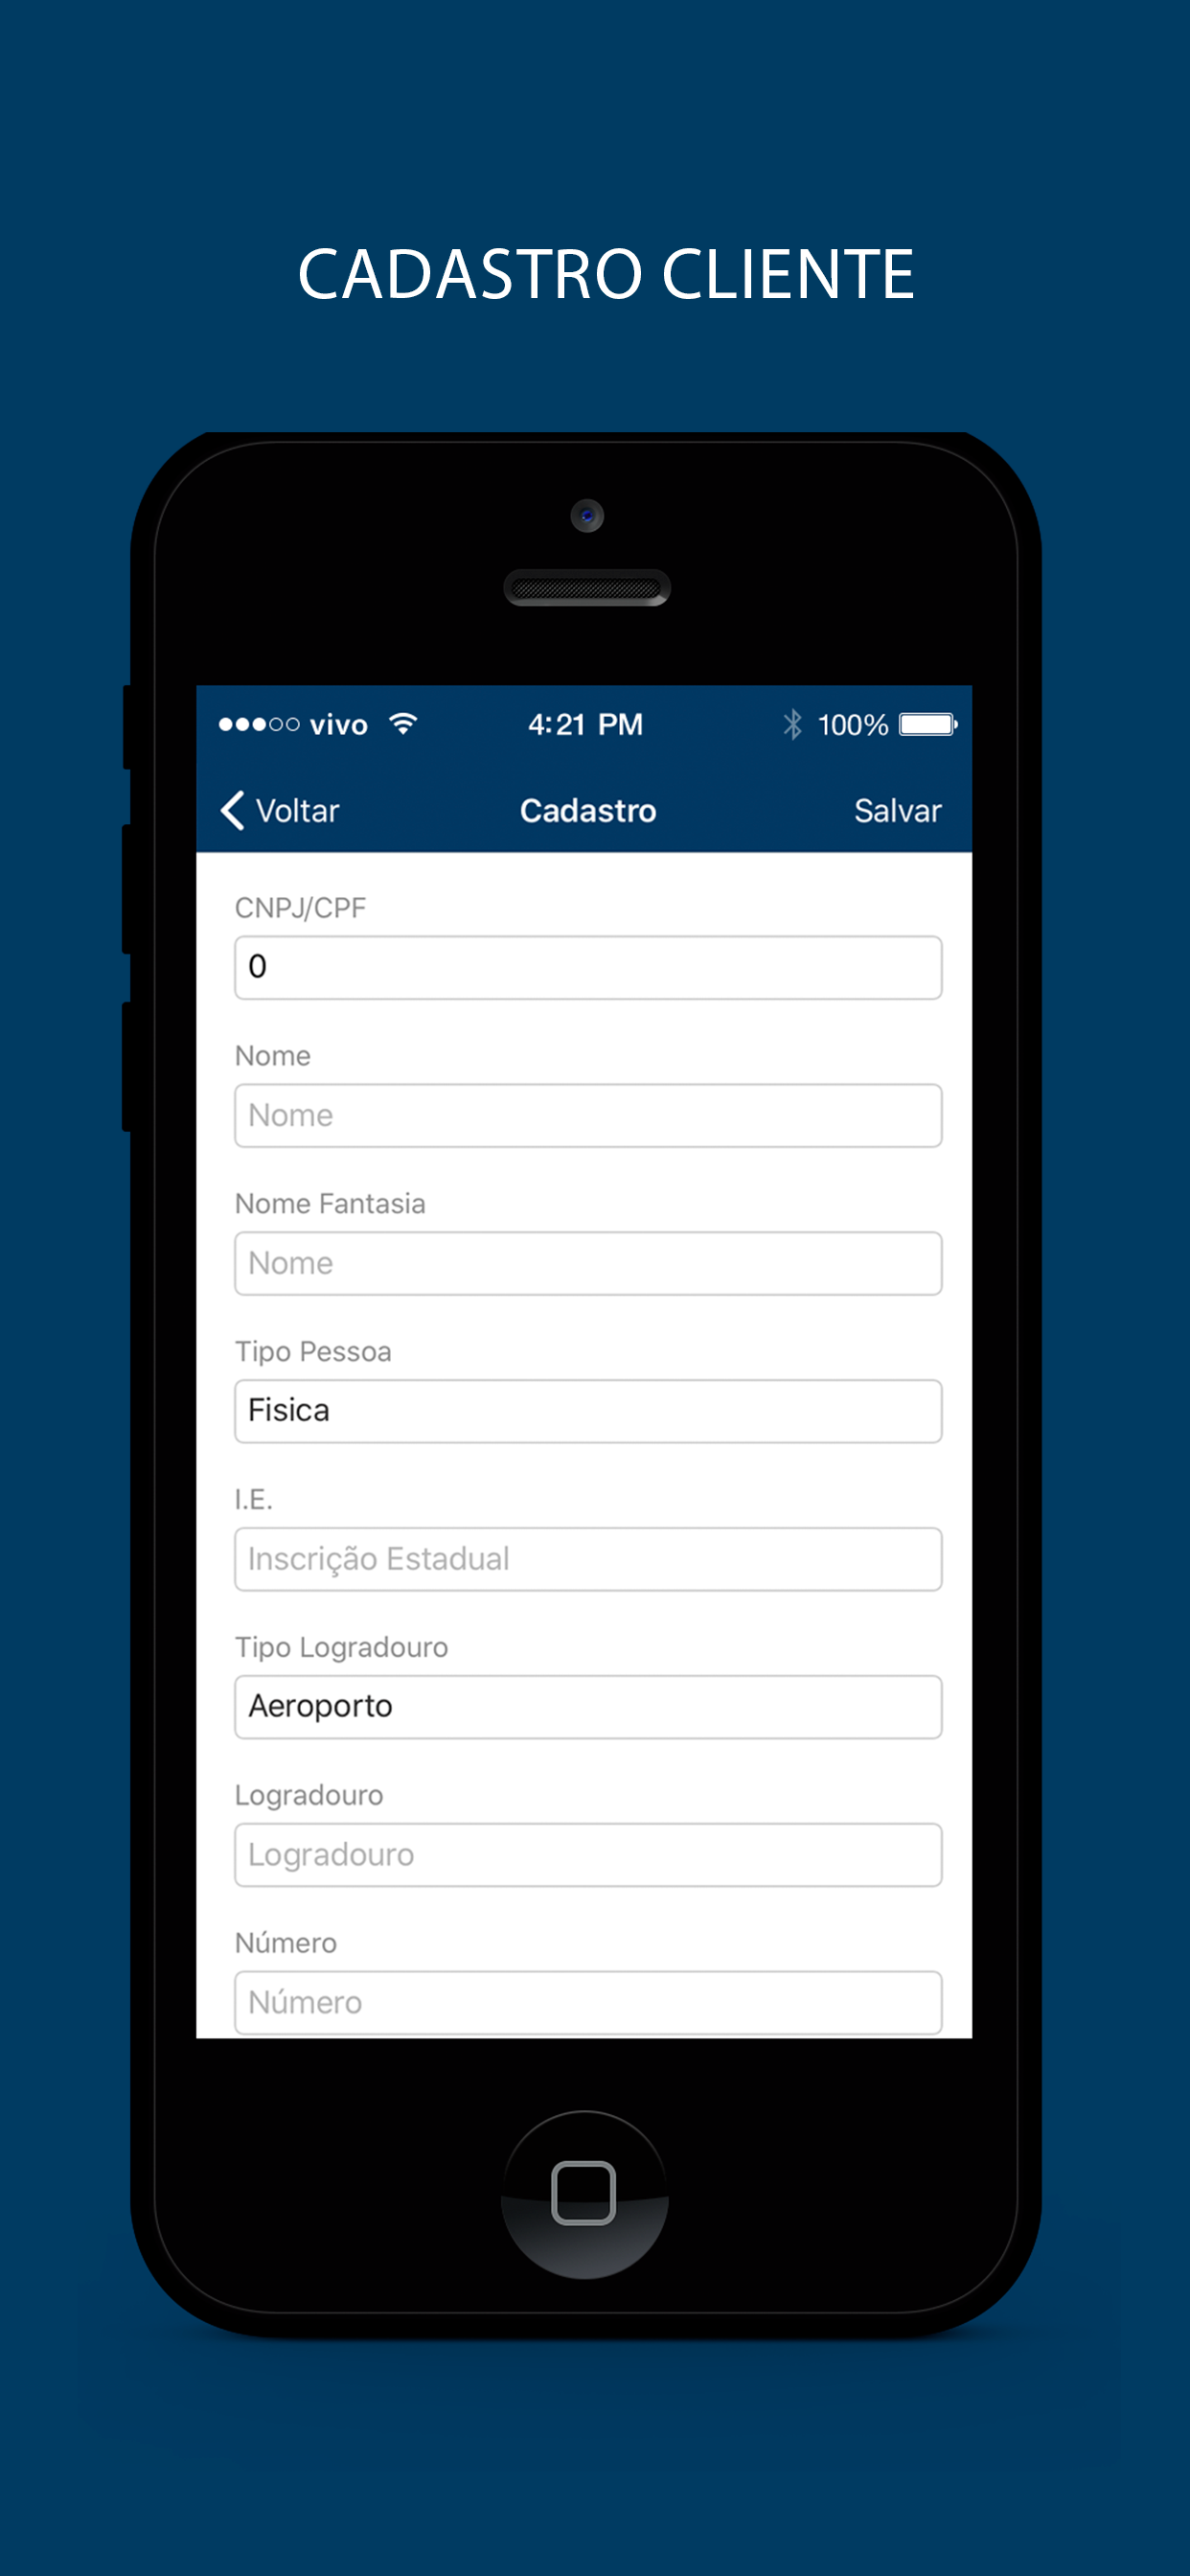 CADASTRO CLIENTE
vivo 4:21 PM 100%
Voltar Cadastro Salvar
CNPJ/CPF
0
Nome
Nome
Nome Fantasia
Nome
Tipo Pessoa
Fisica
I.E.
Inscrição Estadual
Tipo Logradouro
Aeroporto
Logradouro
Logradouro
Número
Número